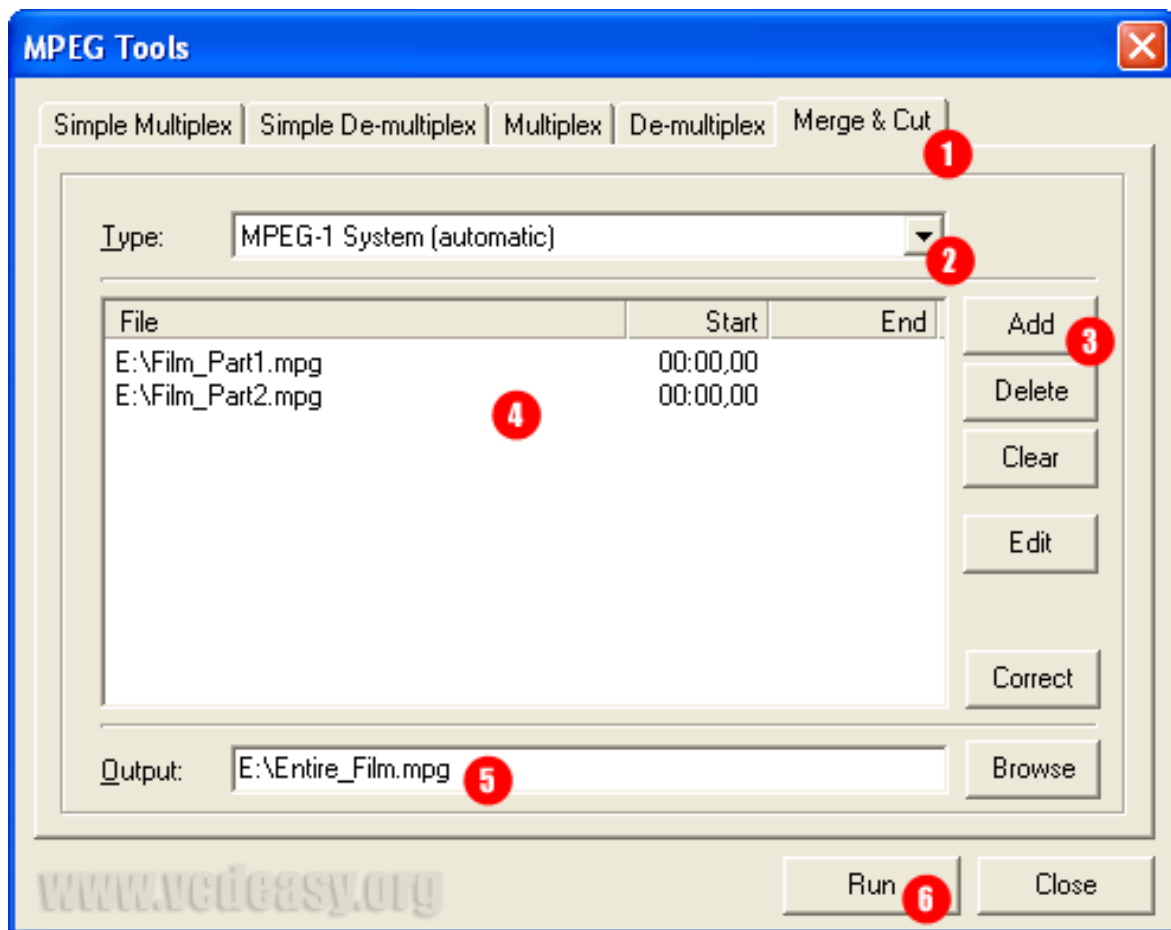 MPEG Tools
Simple Multiplex
Simple De-multiplex
Multiplex
De-multiplex
Merge & Cut
1
Type:
MPEG-1 System (automatic)
2
File Start End
Add
3
E:\Film_Part1.mpg 00:00,00
E:\Film_Part2.mpg 00:00,00
4
Delete
Clear
Edit
Correct
Output:
E:\Entire_Film.mpg
5
Browse
www.vcdeasy.org
Run
6
Close